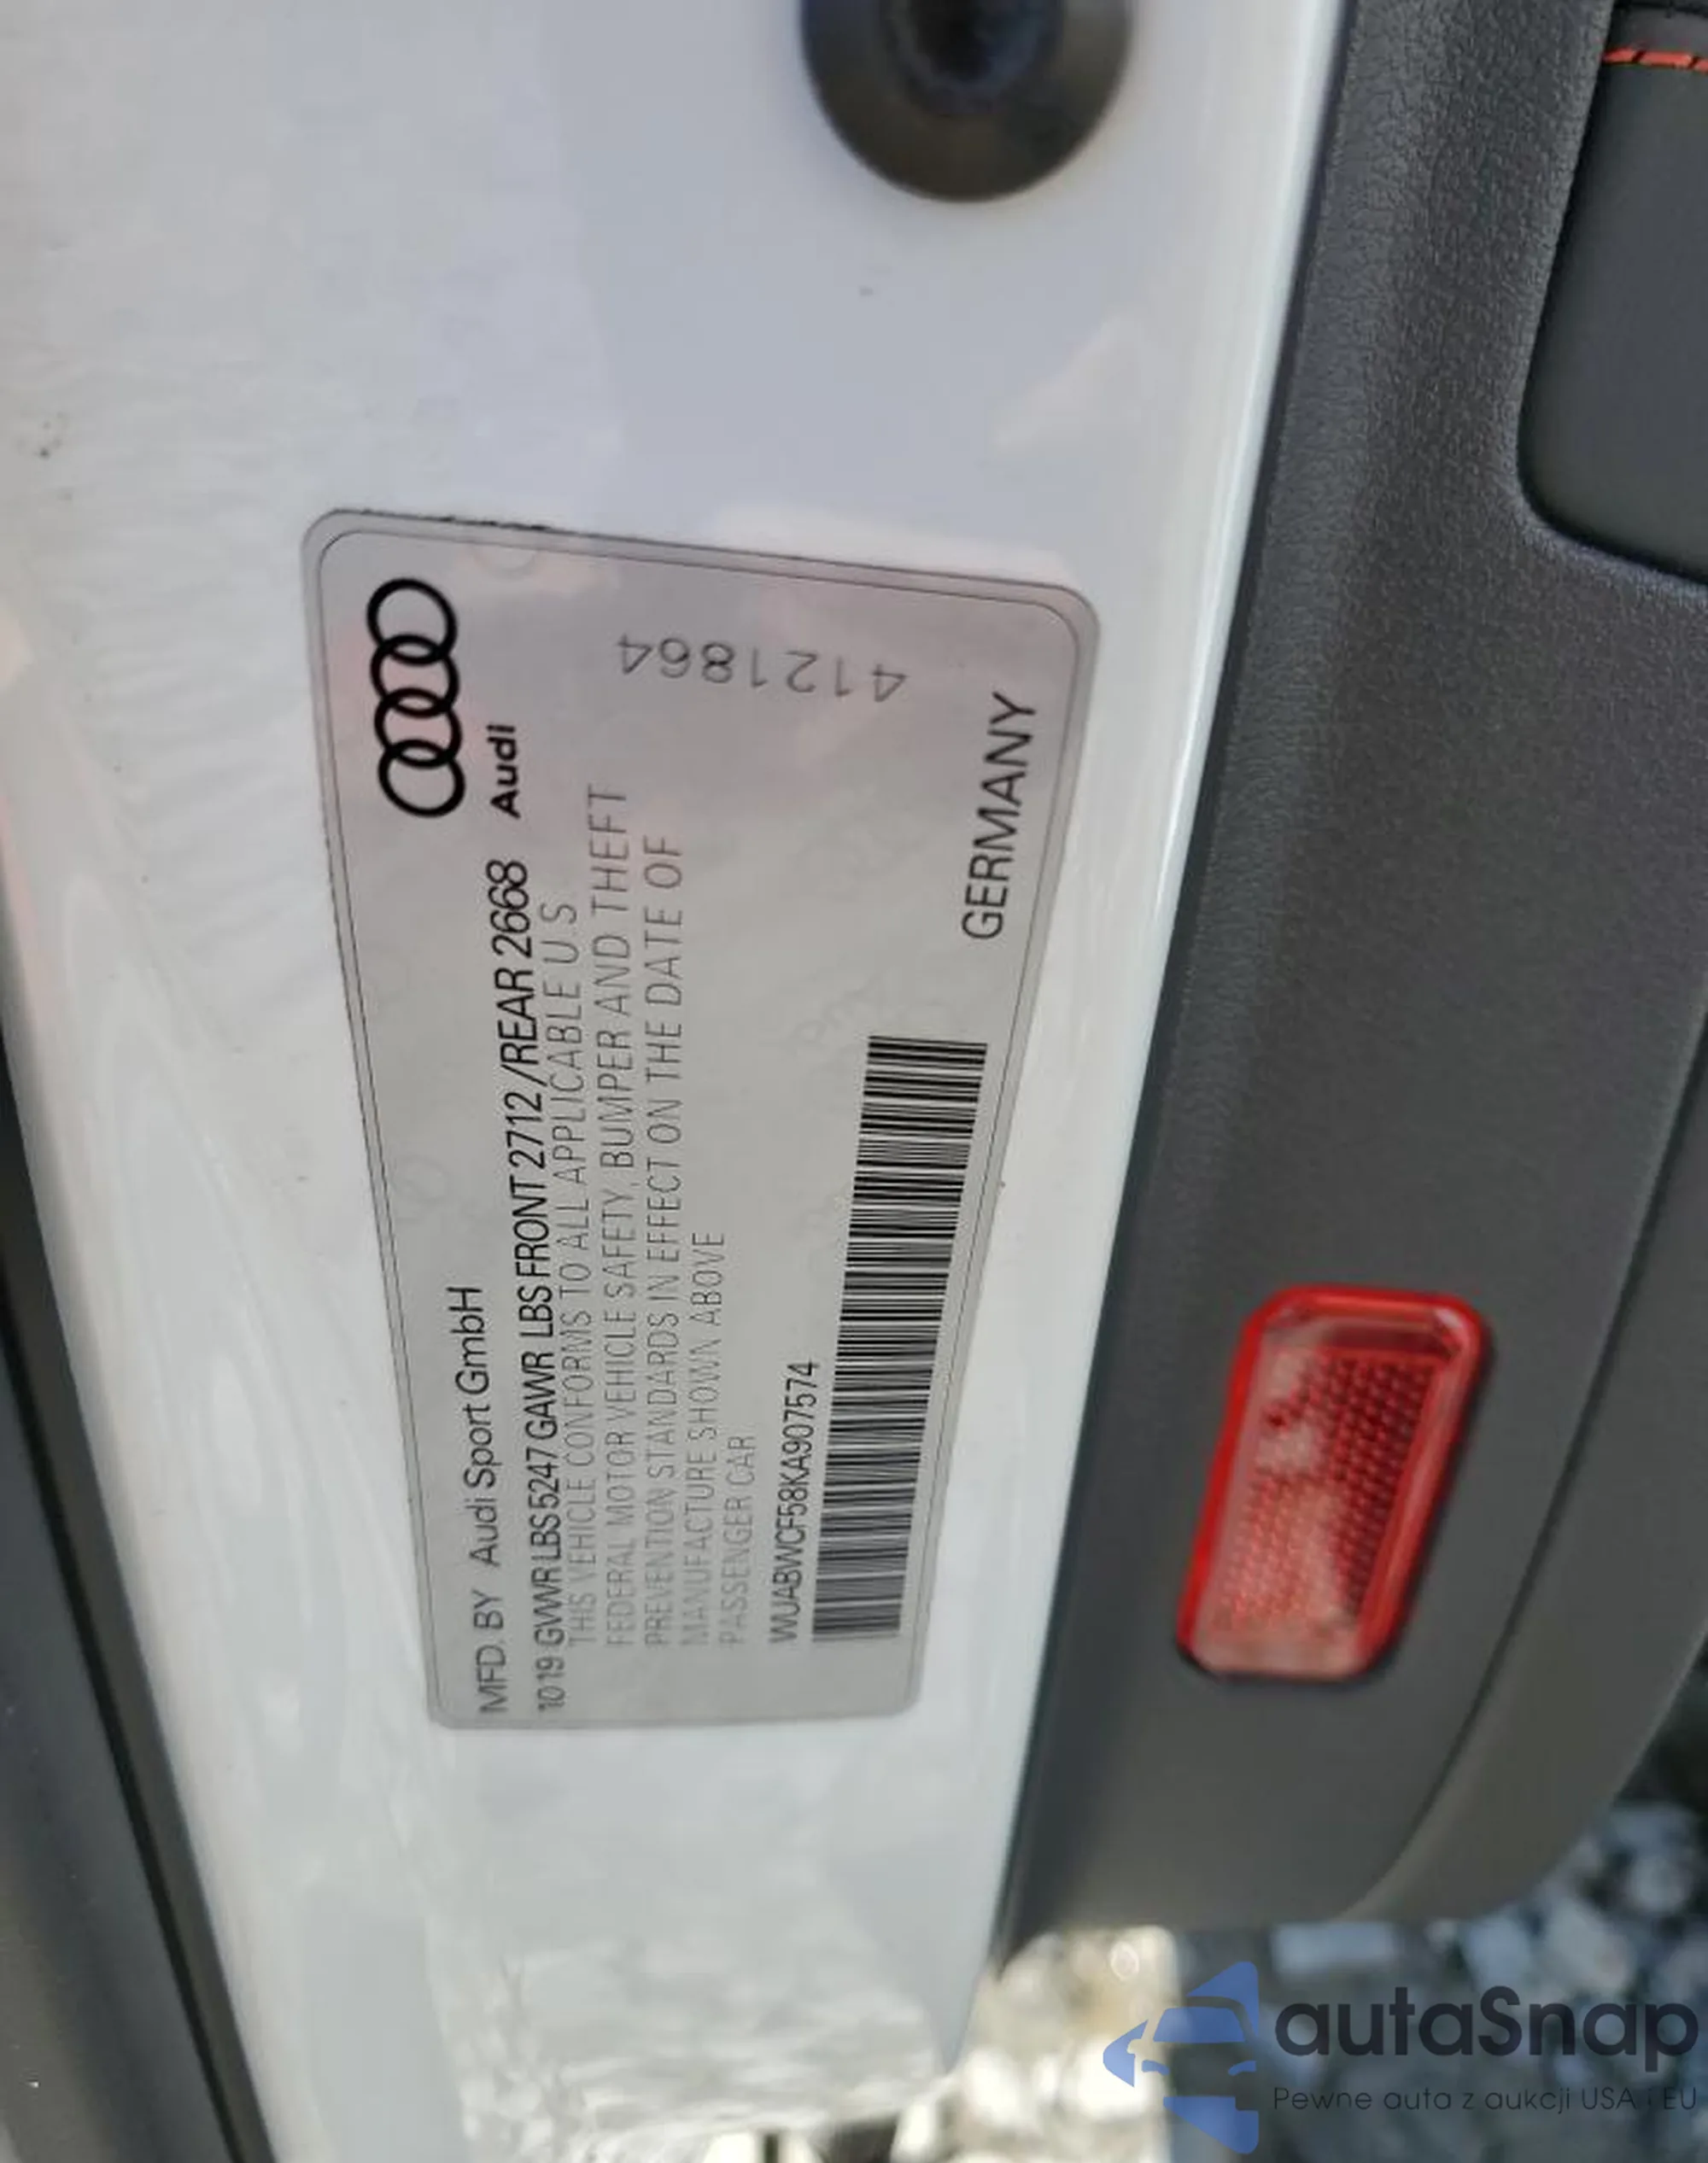 MFD. BY Audi Sport GmbH
Audi
10 19 GVWR LBS 5247 GAWR LBS FRONT 2712 /REAR 2668
THIS VEHICLE CONFORMS TO ALL APPLICABLE U S
FEDERAL MOTOR VEHICLE SAFETY, BUMPER AND THEFT
PREVENTION STANDARDS IN EFFECT ON THE DATE OF
MANUFACTURE SHOWN ABOVE
PASSENGER CAR
4121864
WUABWCF58KA907574
GERMANY
autaSnap
Pewne auta z aukcji USA i EU